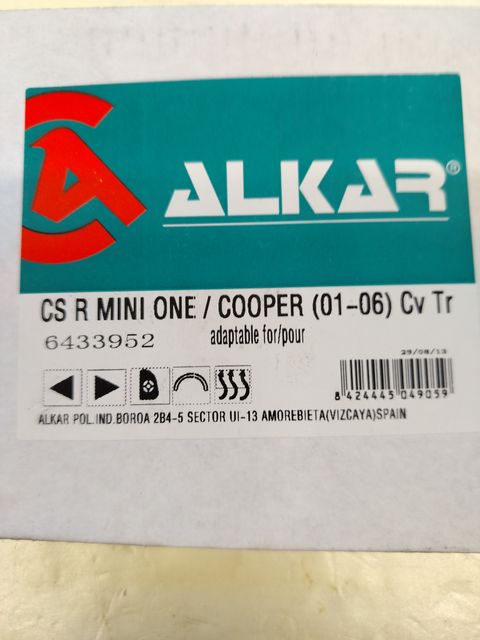 ALKAR®
CS R MINI ONE / COOPER (01-06) Cv Tr
6433952
adaptable for/pour
29/08/13
8 424445 049059
ALKAR POL.IND.BOROA 2B4-5 SECTOR UI-13 AMOREBIETA(VIZCAYA)SPAIN